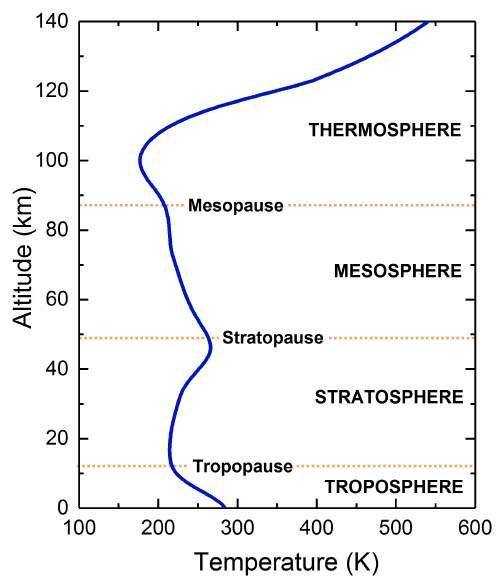 140
120
100
80
60
40
20
0
Altitude (km)
THERMOSPHERE
Mesopause
MESOSPHERE
Stratopause
STRATOSPHERE
Tropopause
TROPOSPHERE
100 200 300 400 500 600
Temperature (K)